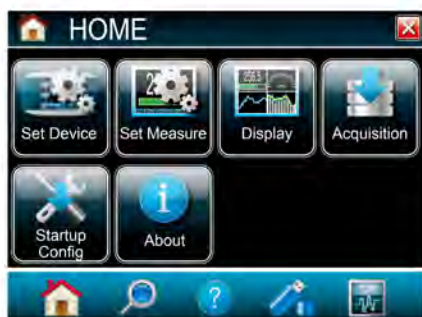 HOME
Set Device
Set Measure
Display
Acquisition
Startup
Config
About